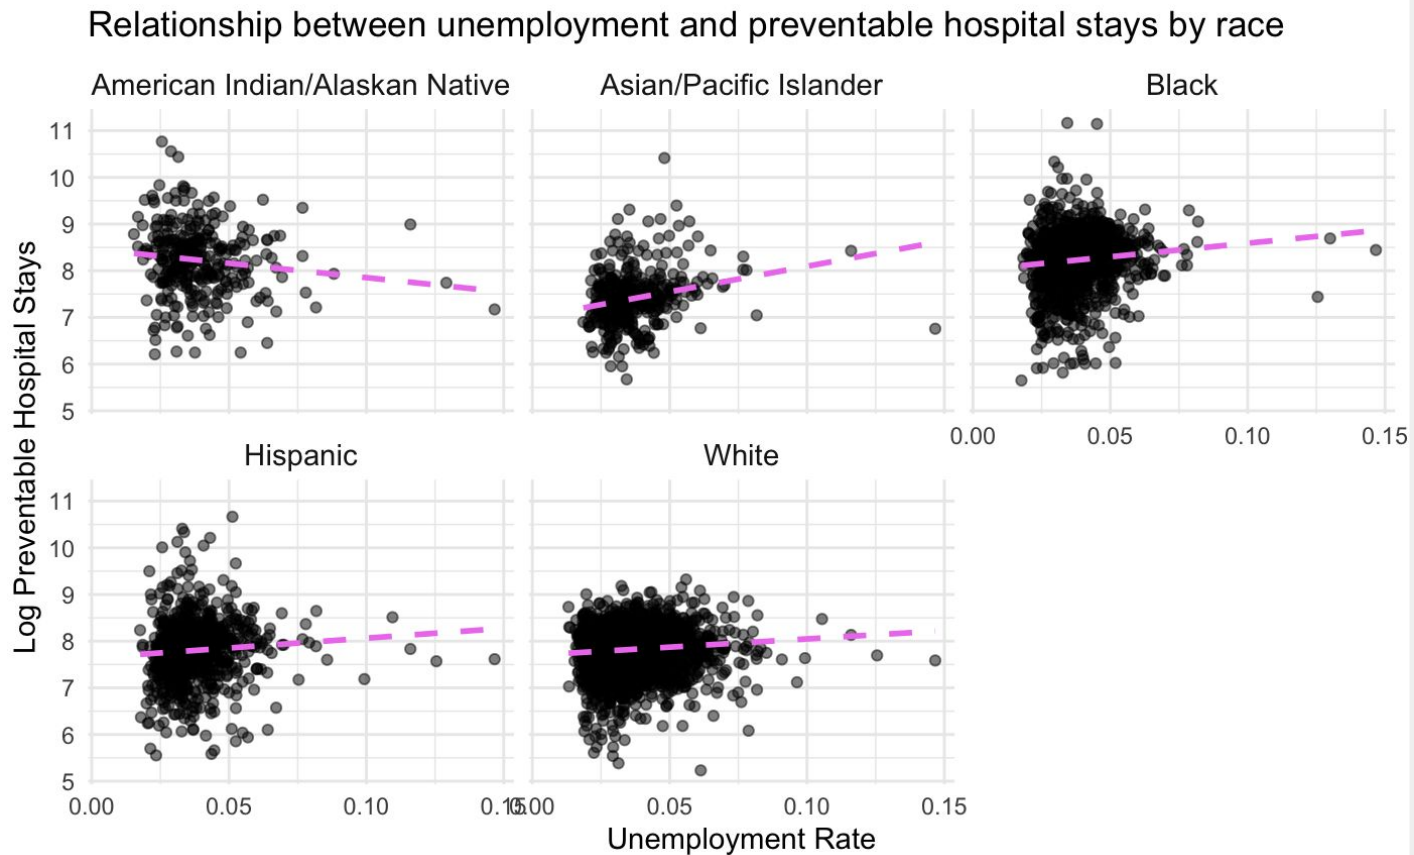 Relationship between unemployment and preventable hospital stays by race
American Indian/Alaskan Native
Asian/Pacific Islander
Black
11
10
9
8
7
6
5
0.00 0.05 0.10 0.15
Hispanic
White
11
10
9
8
7
6
5
0.00 0.05 0.10 0.15
0.00 0.05 0.10 0.15
Log Preventable Hospital Stays
Unemployment Rate